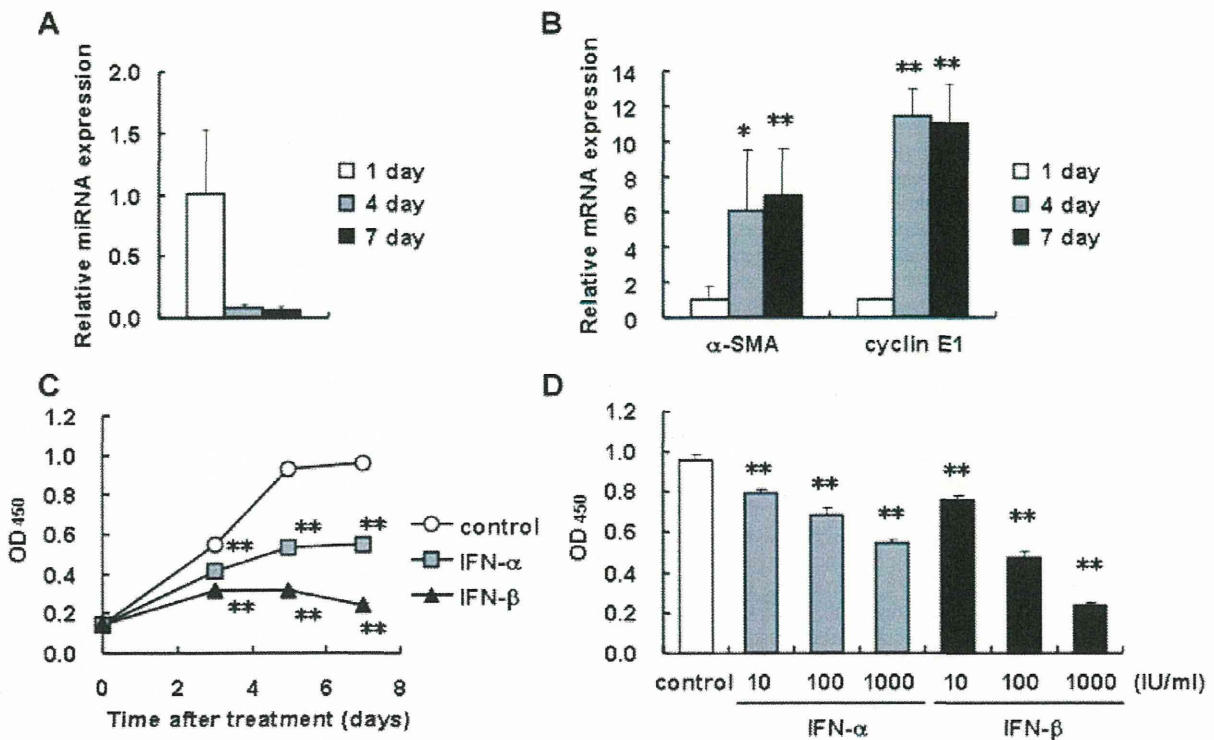 A
Relative miRNA expression
2.0
1.5
1.0
0.5
0.0
1 day
4 day
7 day
B
Relative mRNA expression
14
12
10
8
6
4
2
0
*
**
**
**
α-SMA
cyclin E1
1 day
4 day
7 day
C
OD 450
1.2
1.0
0.8
0.6
0.4
0.2
0.0
**
**
**
**
**
**
0 2 4 6 8
Time after treatment (days)
control
IFN-α
IFN-β
D
OD 450
1.2
1.0
0.8
0.6
0.4
0.2
0.0
**
**
**
**
**
**
control 10 100 1000 10 100 1000 (IU/ml)
IFN-α IFN-β